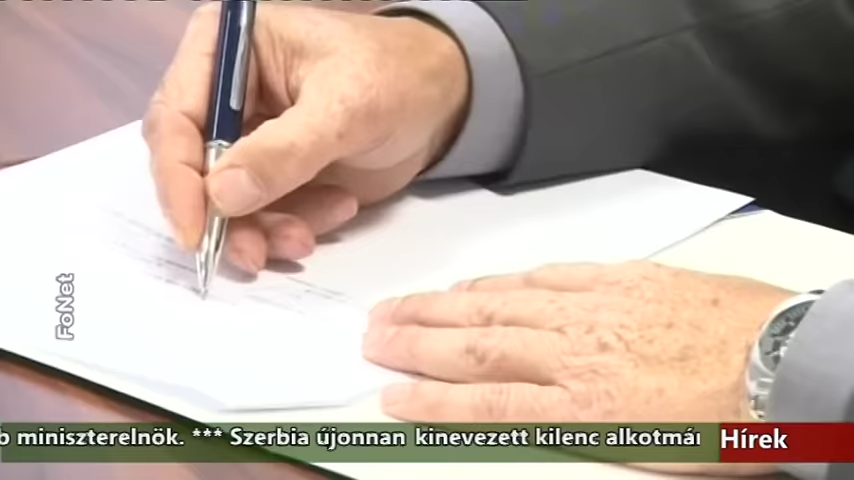 FoNet
b miniszterelnök. *** Szerbia újonnan kinevezett kilenc alkotmá
Hírek